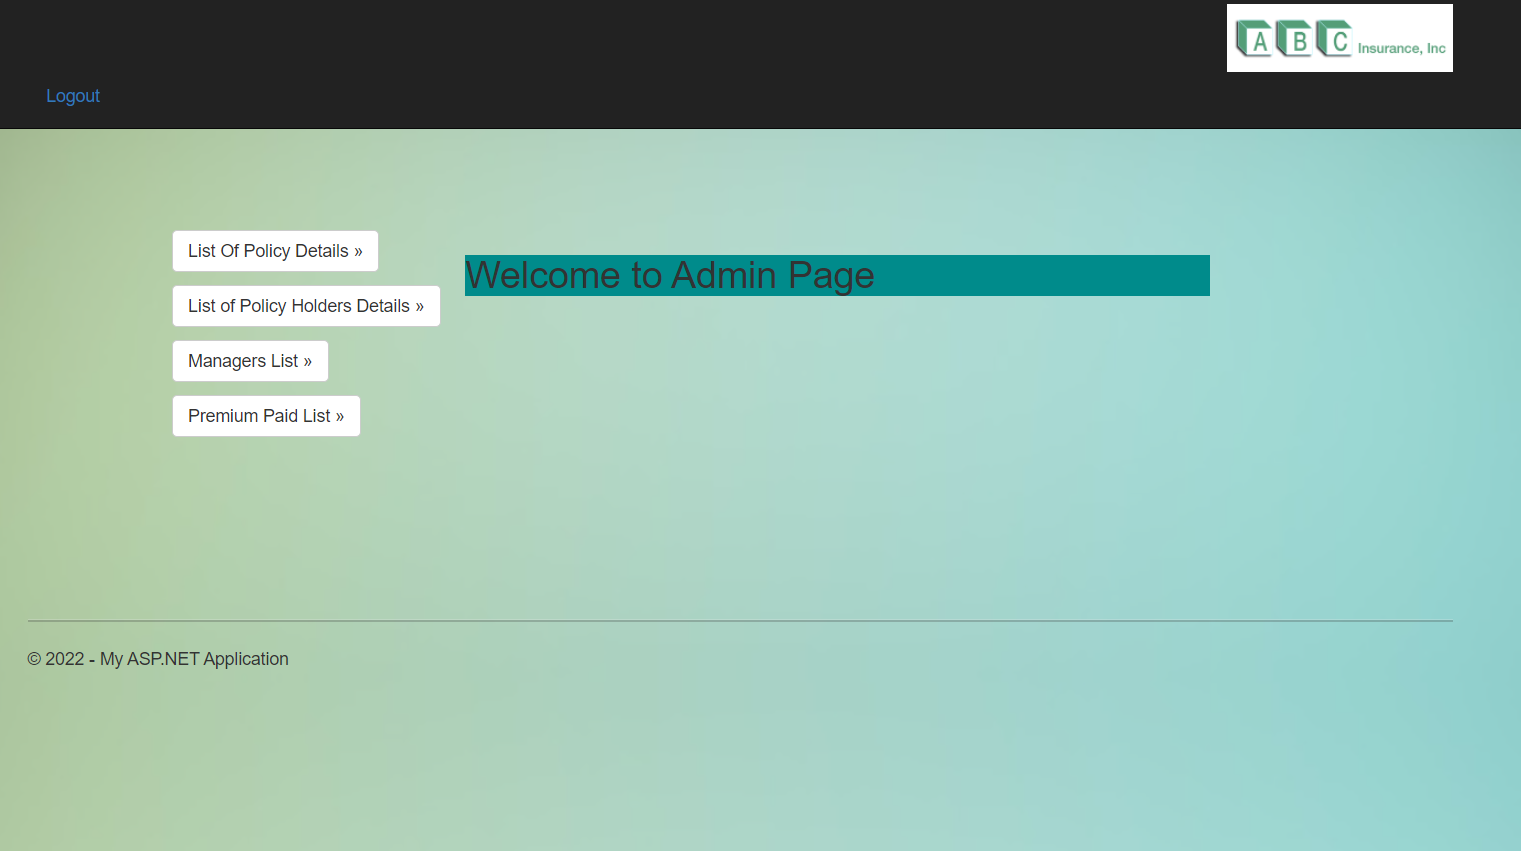 A B C Insurance, Inc
Logout
List Of Policy Details »
Welcome to Admin Page
List of Policy Holders Details »
Managers List »
Premium Paid List »
© 2022 - My ASP.NET Application